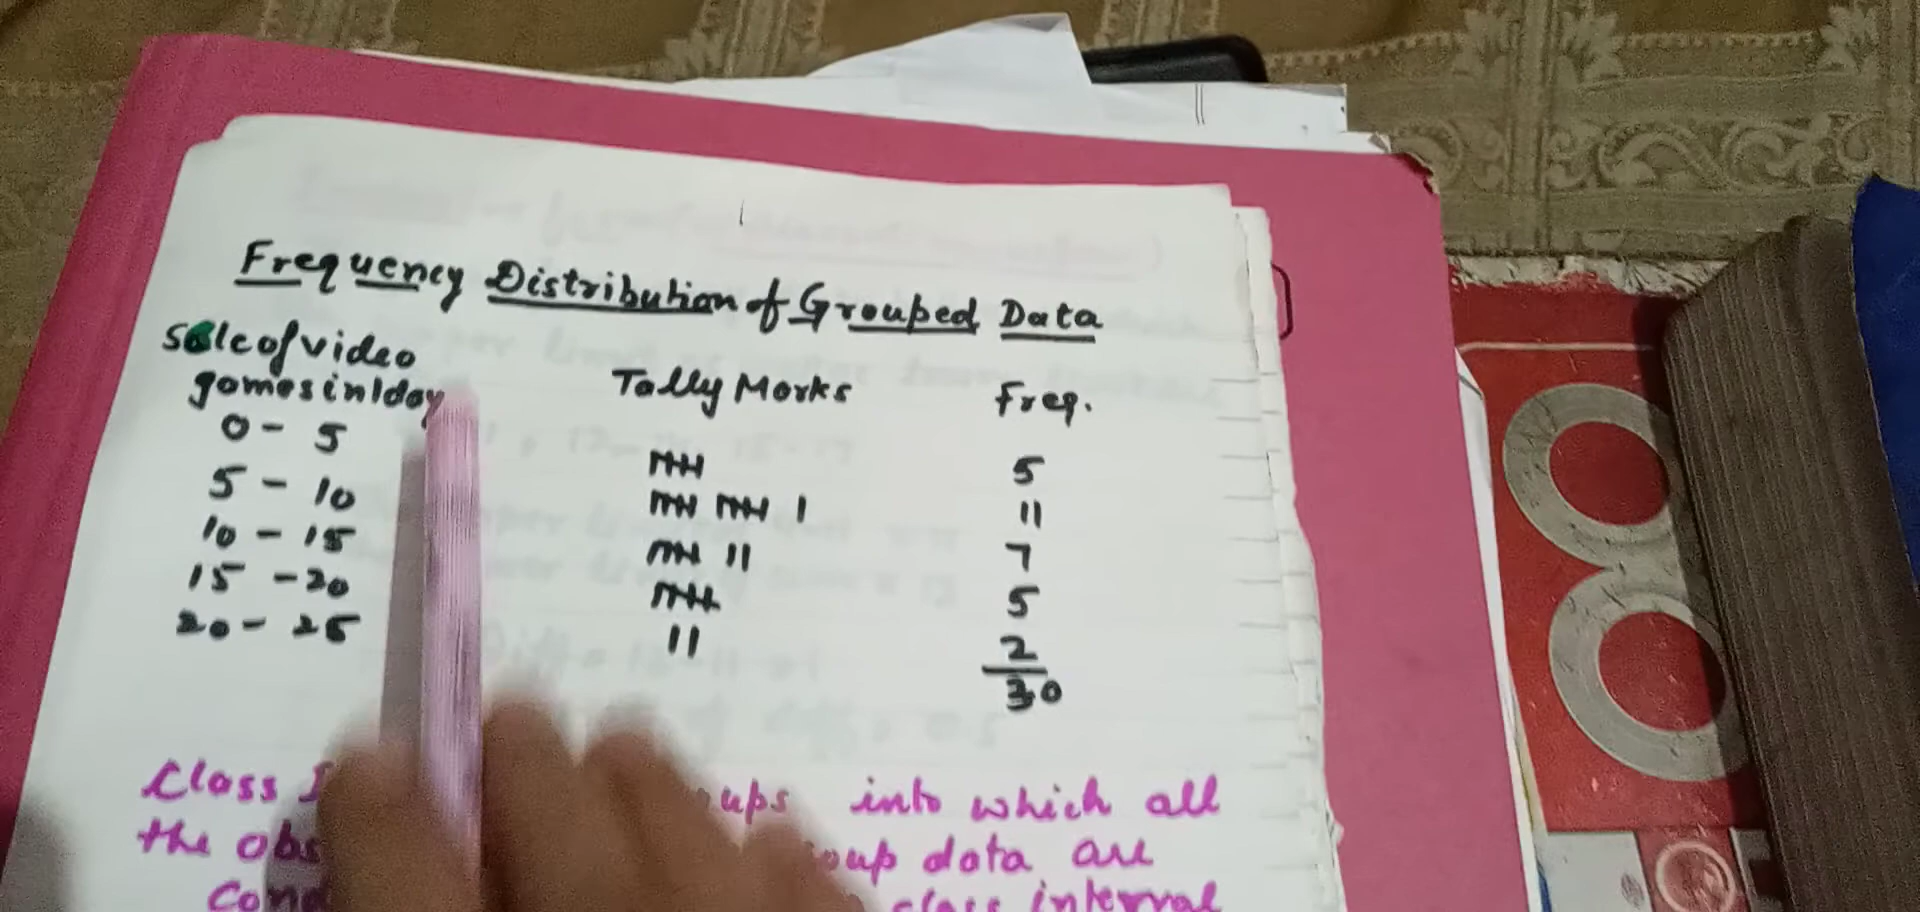 Frequency Distribution of Grouped Data
Sale of video
games in 1 day
Tally Marks
Freq.
0 - 5 𝍸 5
5 - 10 𝍸 𝍸 | 11
10 - 15 𝍸 || 7
15 - 20 𝍸 5
20 - 25 || 2
30
Class into which all
the data are
class interval